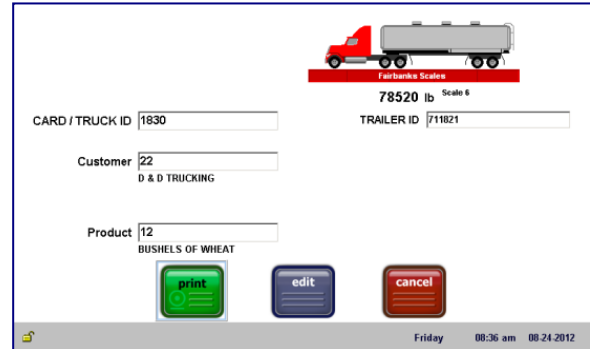 Fairbanks Scales
78520 lb Scale 6
CARD / TRUCK ID 1830 TRAILER ID 711821
Customer 22
D & D TRUCKING
Product 12
BUSHELS OF WHEAT
print edit cancel
Friday 08:36 am 08-24-2012